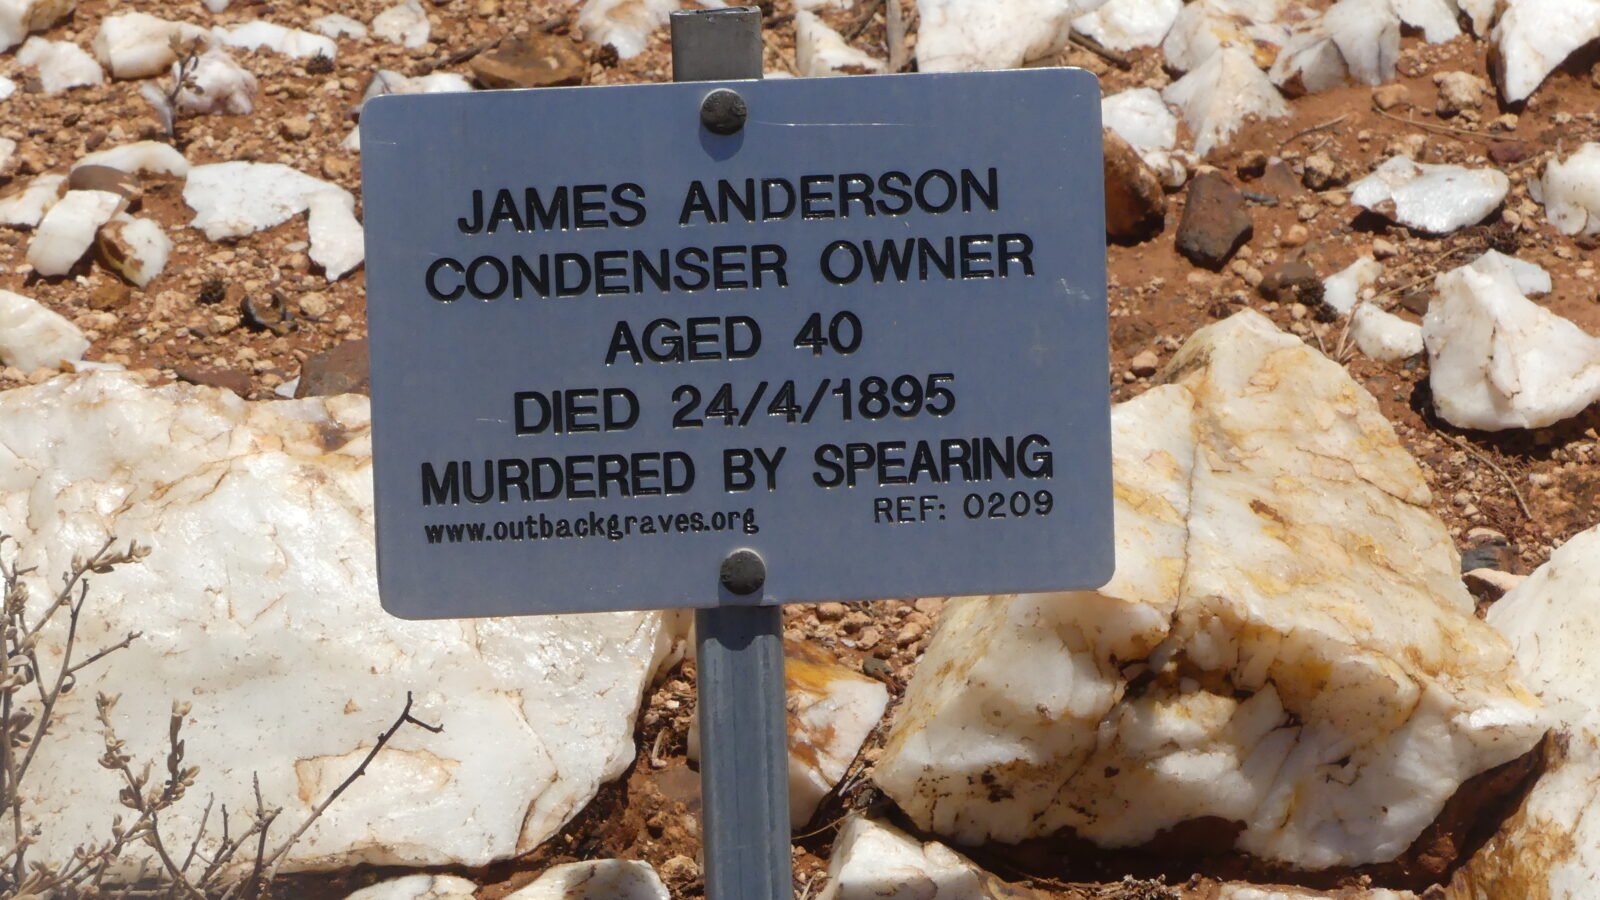 JAMES ANDERSON
CONDENSER OWNER
AGED 40
DIED 24/4/1895
MURDERED BY SPEARING
www.outbackgraves.org REF: 0209